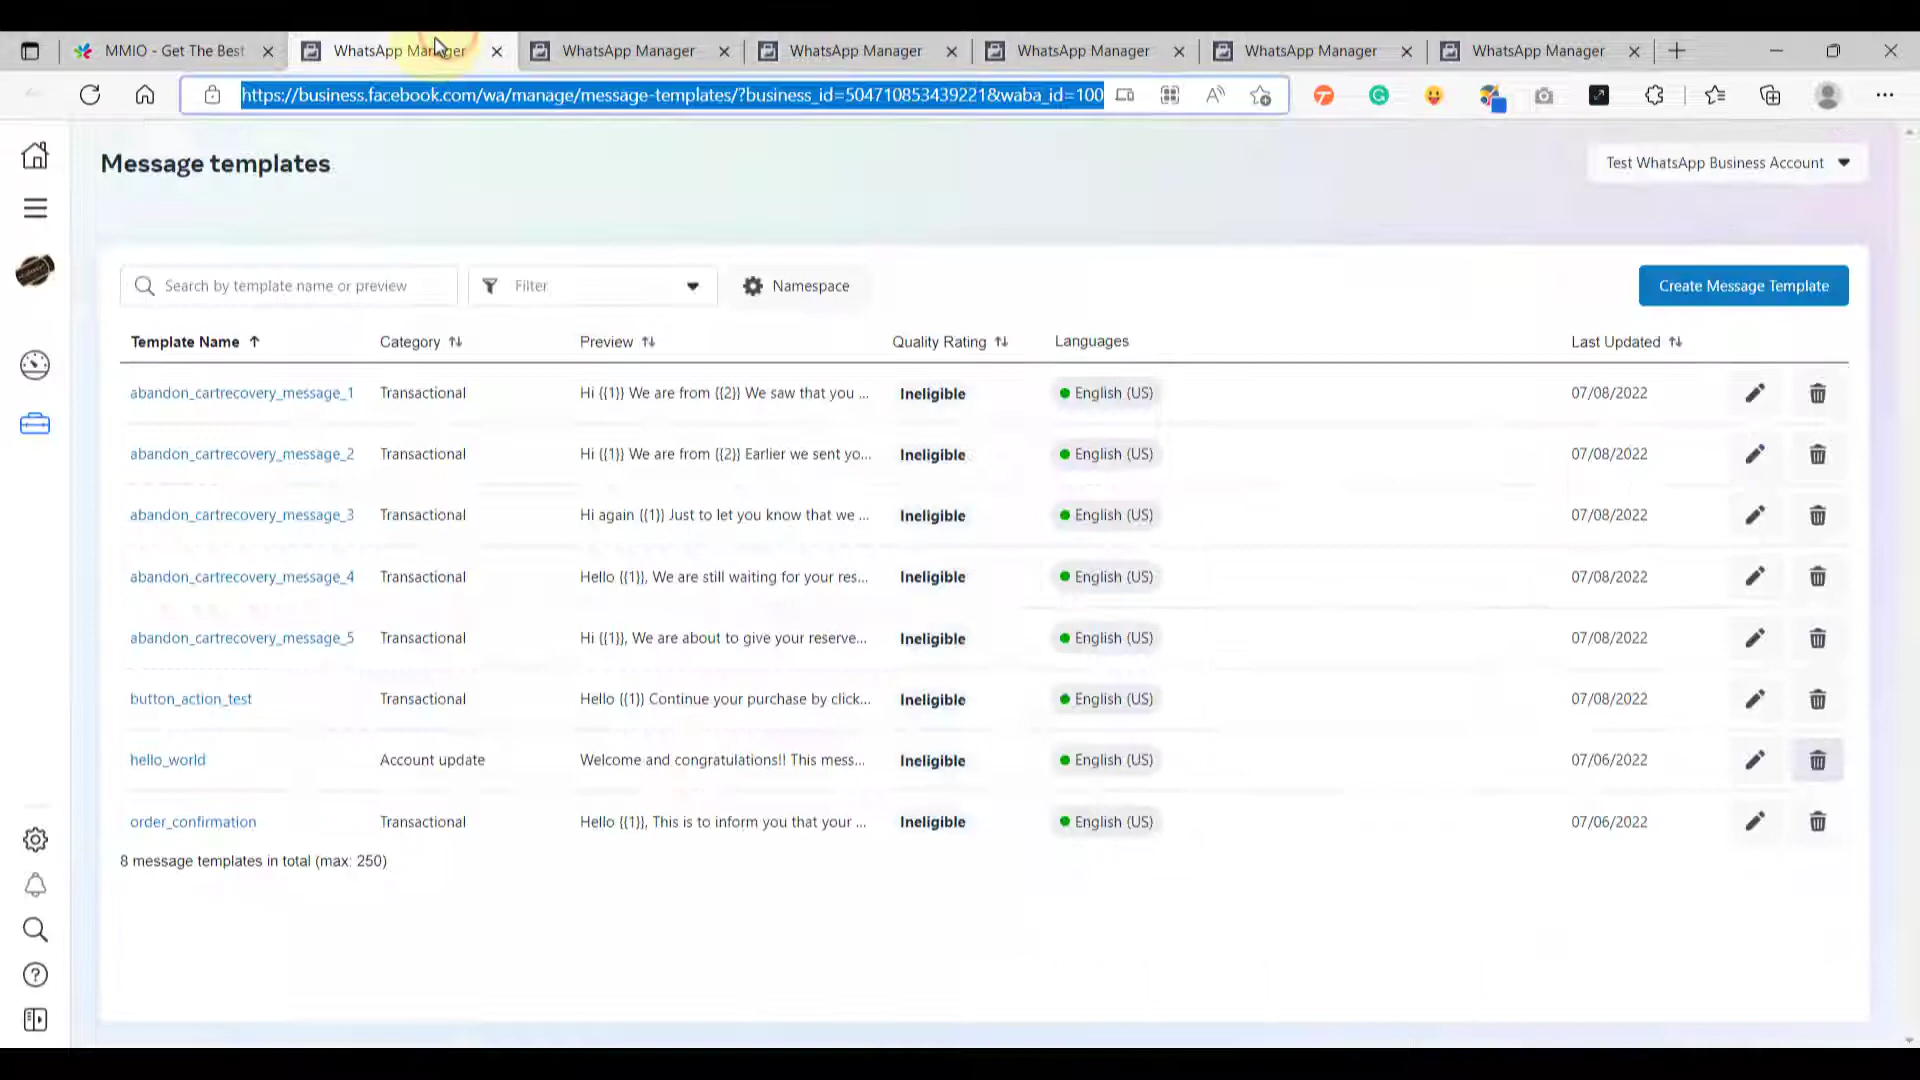 MMIO - Get The Best
WhatsApp Manager
WhatsApp Manager
WhatsApp Manager
WhatsApp Manager
WhatsApp Manager
WhatsApp Manager
https://business.facebook.com/wa/manage/message-templates/?business_id=504710853439221&waba_id=100
Message templates
Test WhatsApp Business Account
Search by template name or preview
Filter
Namespace
Create Message Template
Template Name Category Preview Quality Rating Languages Last Updated
abandon_cartrecovery_message_1 Transactional Hi {{1}} We are from {{2}} We saw that you ... Ineligible English (US) 07/08/2022
abandon_cartrecovery_message_2 Transactional Hi {{1}} We are from {{2}} Earlier we sent yo... Ineligible English (US) 07/08/2022
abandon_cartrecovery_message_3 Transactional Hi again {{1}} Just to let you know that we ... Ineligible English (US) 07/08/2022
abandon_cartrecovery_message_4 Transactional Hello {{1}}, We are still waiting for your res... Ineligible English (US) 07/08/2022
abandon_cartrecovery_message_5 Transactional Hi {{1}}, We are about to give your reserve... Ineligible English (US) 07/08/2022
button_action_test Transactional Hello {{1}} Continue your purchase by click... Ineligible English (US) 07/08/2022
hello_world Account update Welcome and congratulations!! This mess... Ineligible English (US) 07/06/2022
order_confirmation Transactional Hello {{1}}, This is to inform you that your ... Ineligible English (US) 07/06/2022
8 message templates in total (max: 250)